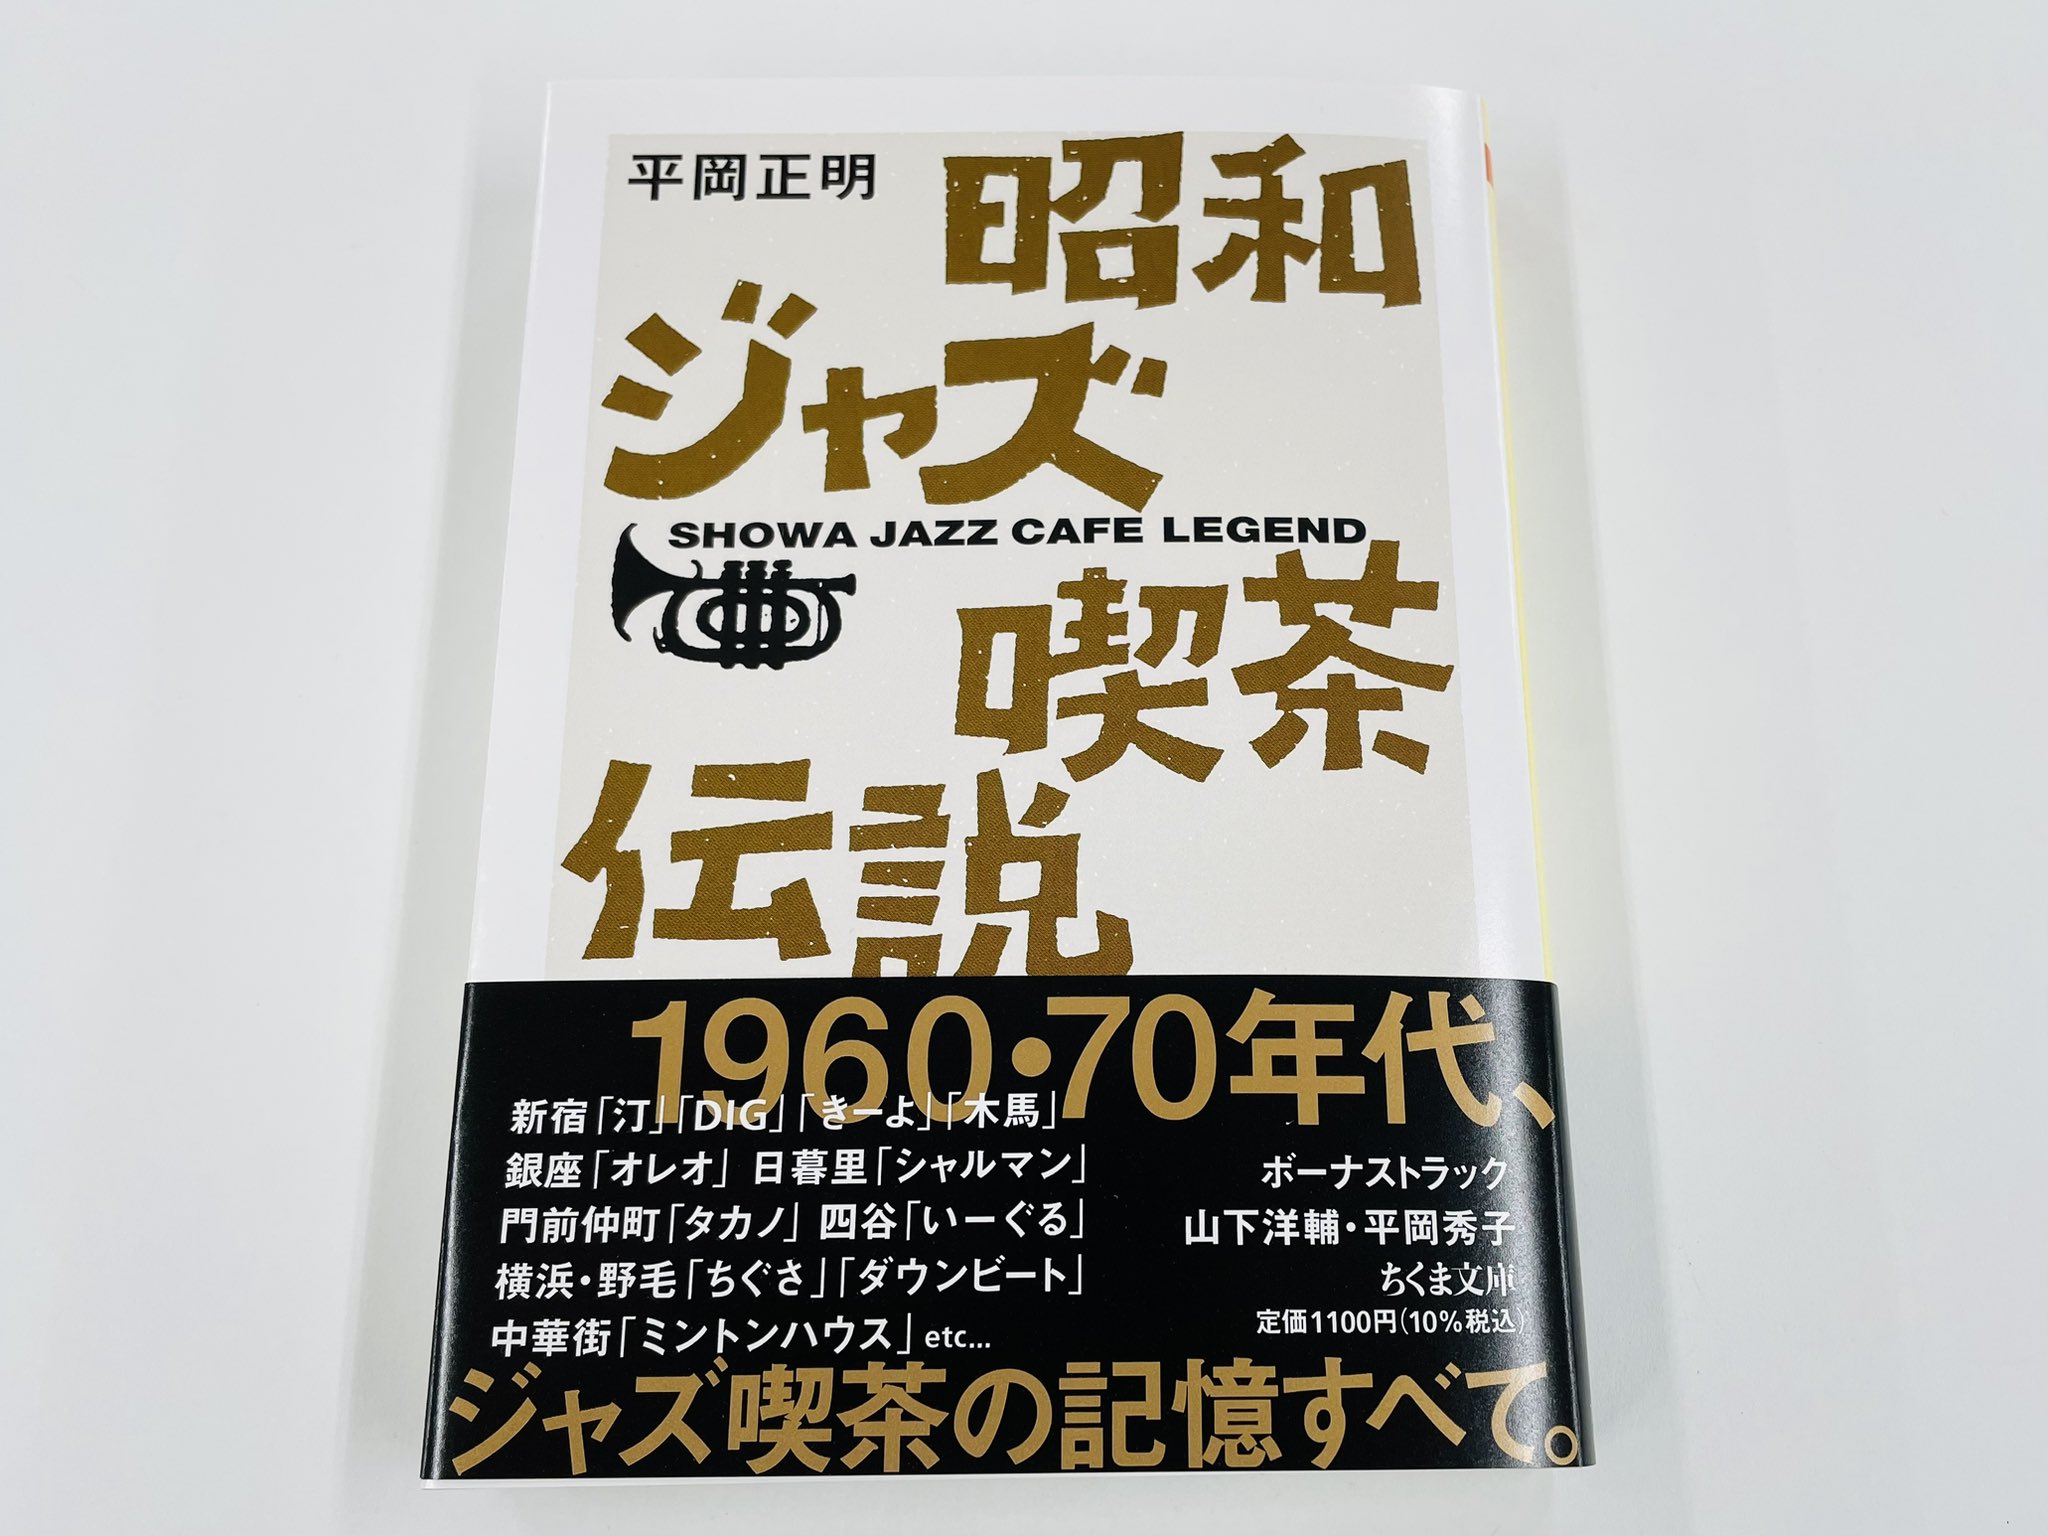 平岡正明
昭和
ジャズ
SHOWA JAZZ CAFE LEGEND
喫茶
伝説
1960・70年代、
新宿「汀」「DIG」「きーよ」「木馬」
銀座「オレオ」 日暮里「シャルマン」
門前仲町「タカノ」 四谷「いーぐる」
横浜・野毛「ちぐさ」「ダウンビート」
中華街「ミントンハウス」etc...
ボーナストラック
山下洋輔・平岡秀子
ちくま文庫
定価1100円(10%税込)
ジャズ喫茶の記憶すべて。